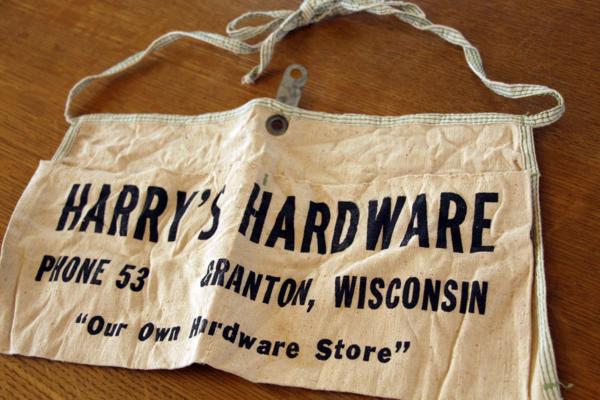 HARRY'S HARDWARE
PHONE 53 GRANTON, WISCONSIN
"Our Own Hardware Store"